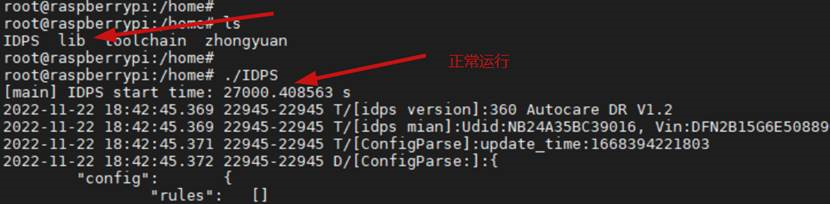 root@raspberrypi:/home#
root@raspberrypi:/home# ls
IDPS lib toolchain zhongyuan
root@raspberrypi:/home#
root@raspberrypi:/home# ./IDPS
正常运行
[main] IDPS start time: 27000.408563 s
2022-11-22 18:42:45.369 22945-22945 T/[idps version]:360 Autocare DR V1.2
2022-11-22 18:42:45.369 22945-22945 T/[idps mian]:Udid:NB24A35BC39016, Vin:DFN2B15G6E50889
2022-11-22 18:42:45.371 22945-22945 T/[ConfigParse]:update_time:1668394221803
2022-11-22 18:42:45.372 22945-22945 D/[ConfigParse:]:{
"config": {
"rules": []